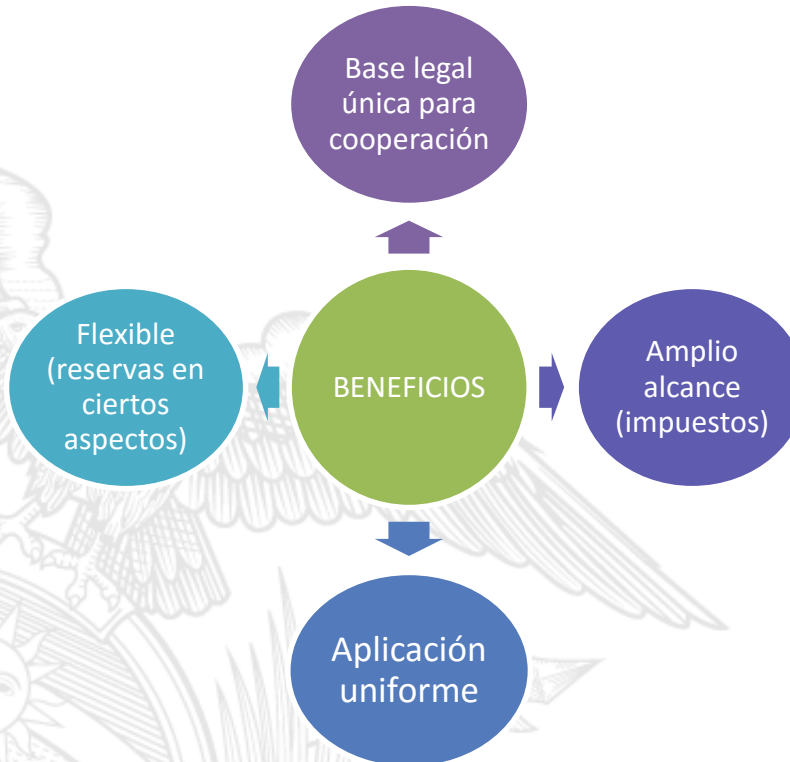 Base legal
única para
cooperación
Flexible
(reservas en
ciertos
aspectos)
BENEFICIOS
Amplio
alcance
(impuestos)
Aplicación
uniforme